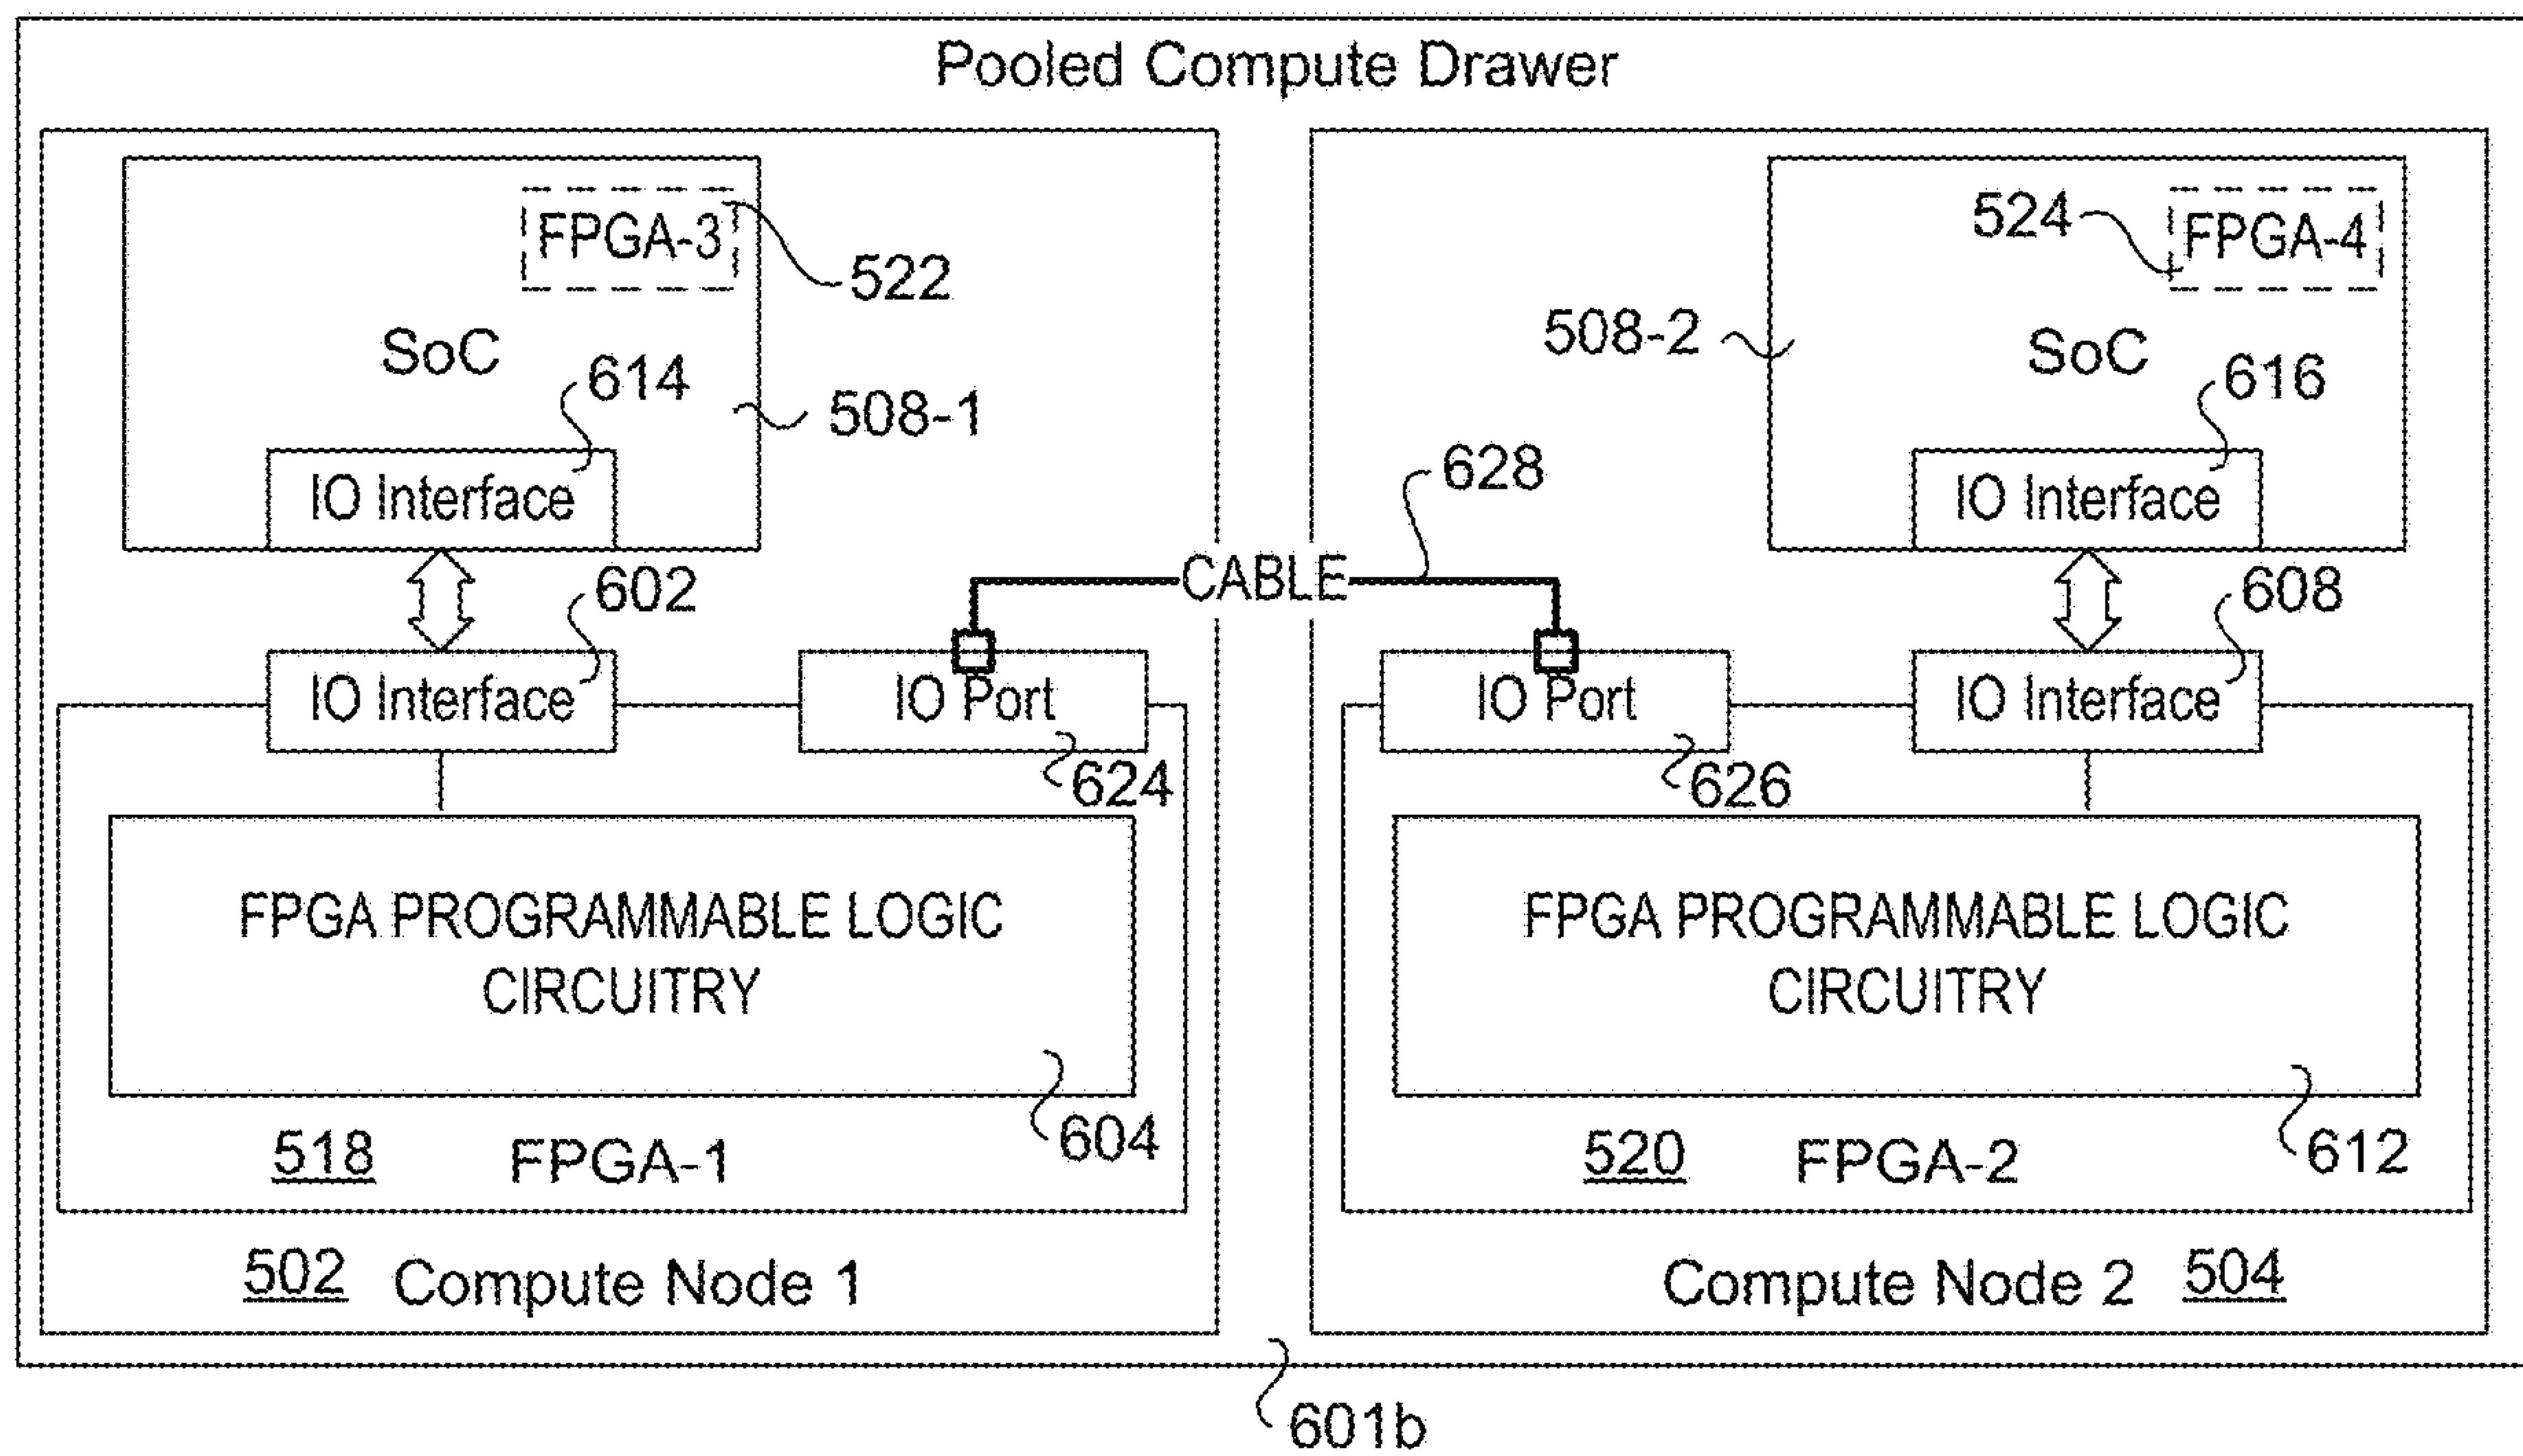 Pooled Compute Drawer
FPGA-3
522
SoC
614
508-1
IO Interface
602
IO Interface
IO Port
624
FPGA PROGRAMMABLE LOGIC
CIRCUITRY
604
518 FPGA-1
502 Compute Node 1
628
CABLE
524
FPGA-4
508-2
SoC
616
IO Interface
608
IO Port
IO Interface
626
FPGA PROGRAMMABLE LOGIC
CIRCUITRY
612
520 FPGA-2
Compute Node 2 504
601b